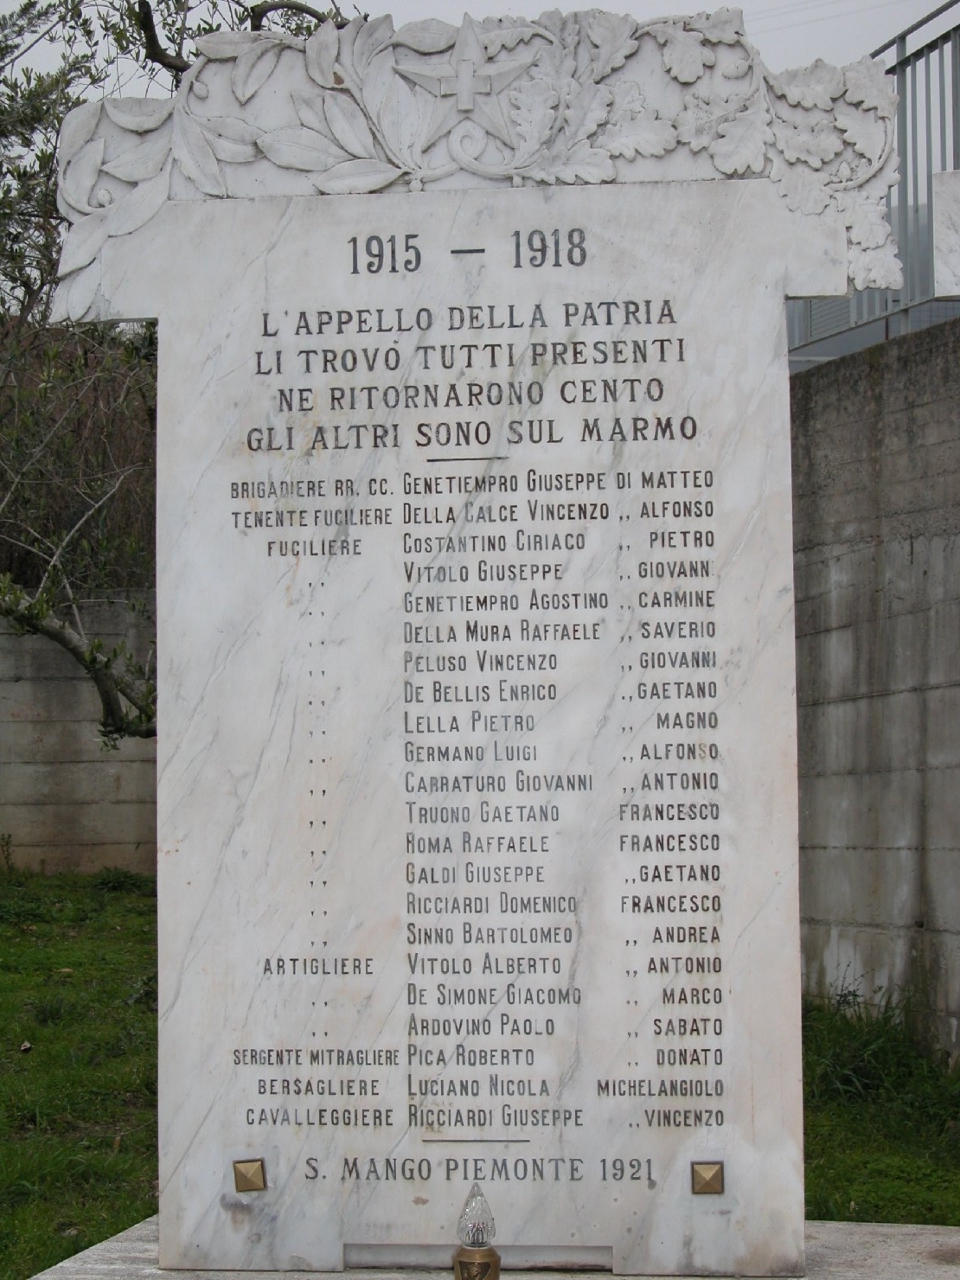 1915 — 1918
L'APPELLO DELLA PATRIA
LI TROVÒ TUTTI PRESENTI
NE RITORNARONO CENTO
GLI ALTRI SONO SUL MARMO
BRIGADIERE RR. CC. GENETIEMPRO GIUSEPPE DI MATTEO
TENENTE FUCILIERE DELLA CALCE VINCENZO ,, ALFONSO
FUCILIERE COSTANTINO CIRIACO ,, PIETRO
,, VITOLO GIUSEPPE ,, GIOVANNI
,, GENETIEMPRO AGOSTINO ,, CARMINE
,, DELLA MURA RAFFAELE ,, SAVERIO
,, PELUSO VINCENZO ,, GIOVANNI
,, DE BELLIS ENRICO ,, GAETANO
,, LELLA PIETRO ,, MAGNO
,, GERMANO LUIGI ,, ALFONSO
,, CARRATURO GIOVANNI ,, ANTONIO
,, TRUONO GAETANO ,, FRANCESCO
,, ROMA RAFFAELE ,, FRANCESCO
,, GALDI GIUSEPPE ,, GAETANO
,, RICCIARDI DOMENICO ,, FRANCESCO
,, SINNO BARTOLOMEO ,, ANDREA
ARTIGLIERE VITOLO ALBERTO ,, ANTONIO
,, DE SIMONE GIACOMO ,, MARCO
,, ARDOVINO PAOLO ,, SABATO
SERGENTE MITRAGLIERE PICA ROBERTO ,, DONATO
BERSAGLIERE LUCIANO NICOLA MICHELANGIOLO
CAVALLEGGIERE RICCIARDI GIUSEPPE ,, VINCENZO
S. MANGO PIEMONTE 1921,